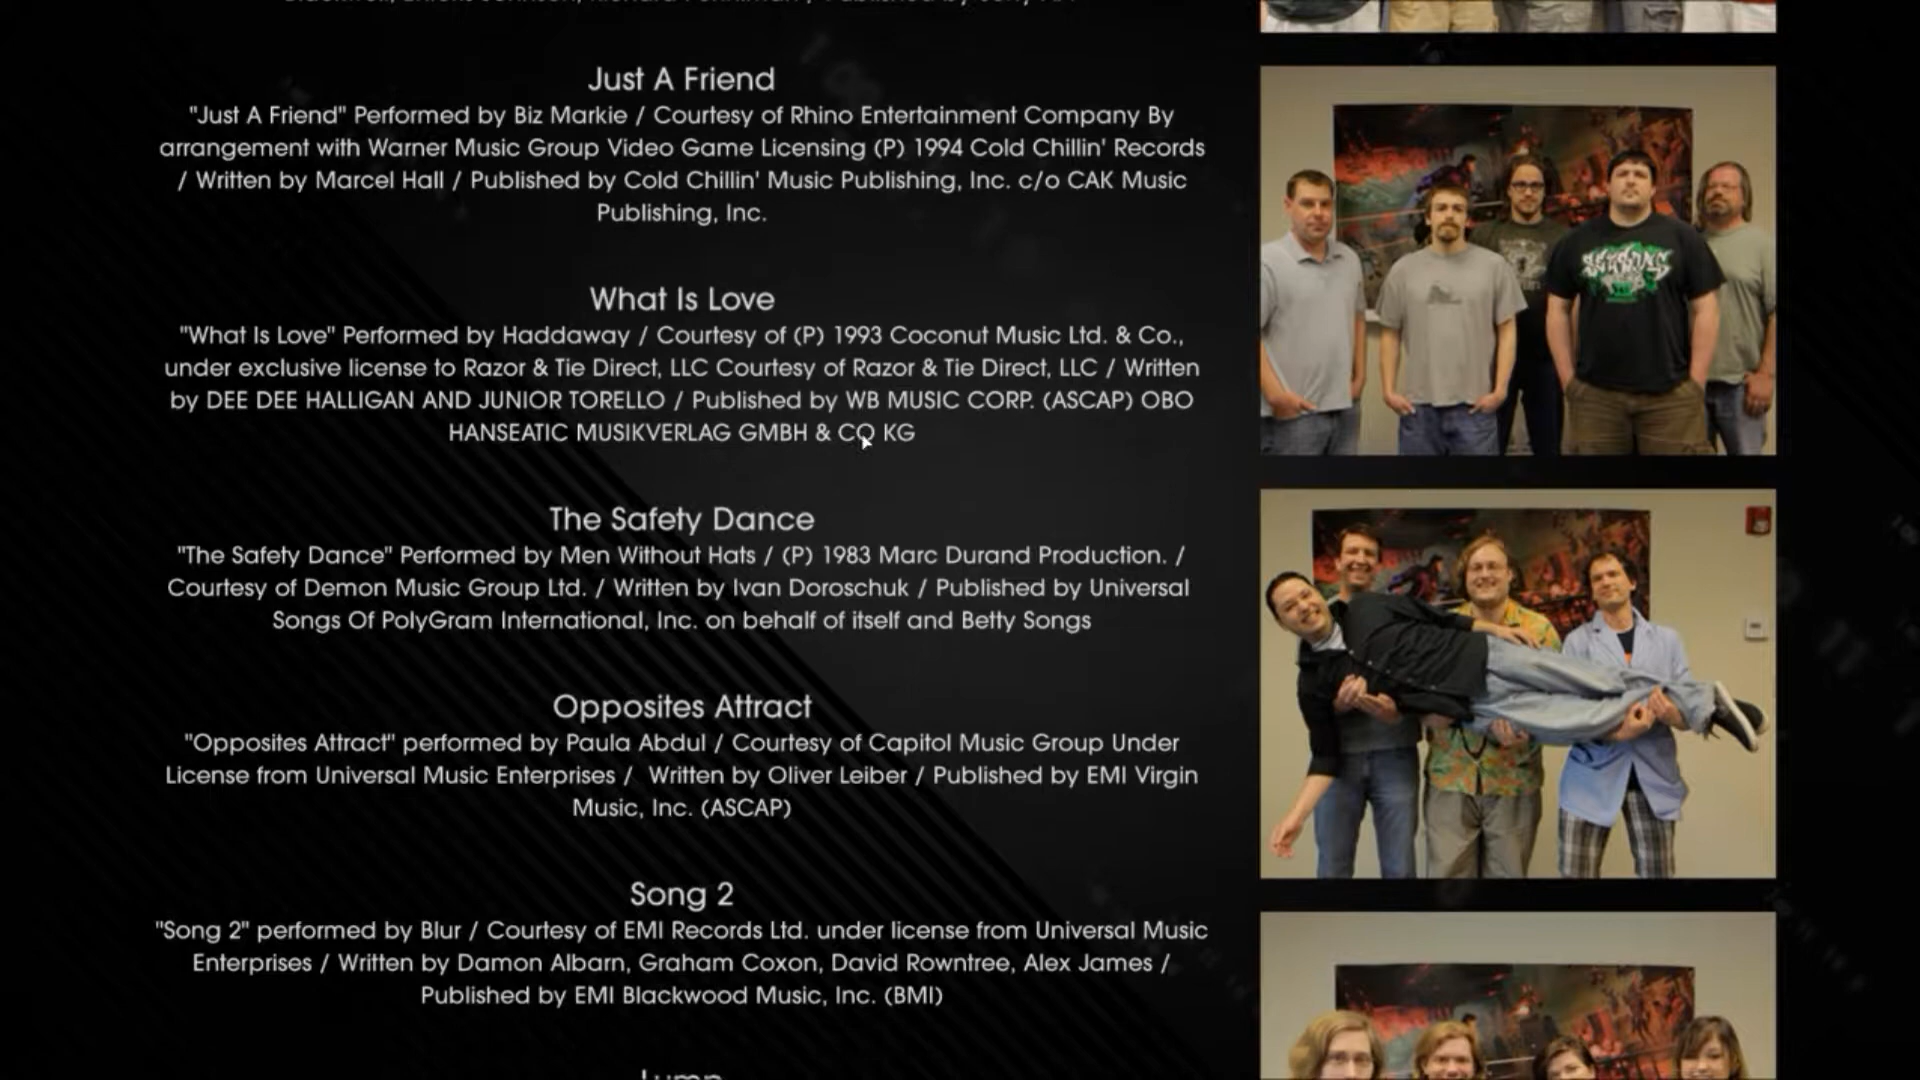 Just A Friend
"Just A Friend" Performed by Biz Markie / Courtesy of Rhino Entertainment Company By
arrangement with Warner Music Group Video Game Licensing (P) 1994 Cold Chillin' Records
/ Written by Marcel Hall / Published by Cold Chillin' Music Publishing, Inc. c/o CAK Music
Publishing, Inc.
What Is Love
"What Is Love" Performed by Haddaway / Courtesy of (P) 1993 Coconut Music Ltd. & Co.,
under exclusive license to Razor & Tie Direct, LLC Courtesy of Razor & Tie Direct, LLC / Written
by DEE DEE HALLIGAN AND JUNIOR TORELLO / Published by WB MUSIC CORP. (ASCAP) OBO
HANSEATIC MUSIKVERLAG GMBH & CO KG
The Safety Dance
"The Safety Dance" Performed by Men Without Hats / (P) 1983 Marc Durand Production. /
Courtesy of Demon Music Group Ltd. / Written by Ivan Doroschuk / Published by Universal
Songs Of PolyGram International, Inc. on behalf of itself and Betty Songs
Opposites Attract
"Opposites Attract" performed by Paula Abdul / Courtesy of Capitol Music Group Under
License from Universal Music Enterprises / Written by Oliver Leiber / Published by EMI Virgin
Music, Inc. (ASCAP)
Song 2
"Song 2" performed by Blur / Courtesy of EMI Records Ltd. under license from Universal Music
Enterprises / Written by Damon Albarn, Graham Coxon, David Rowntree, Alex James /
Published by EMI Blackwood Music, Inc. (BMI)